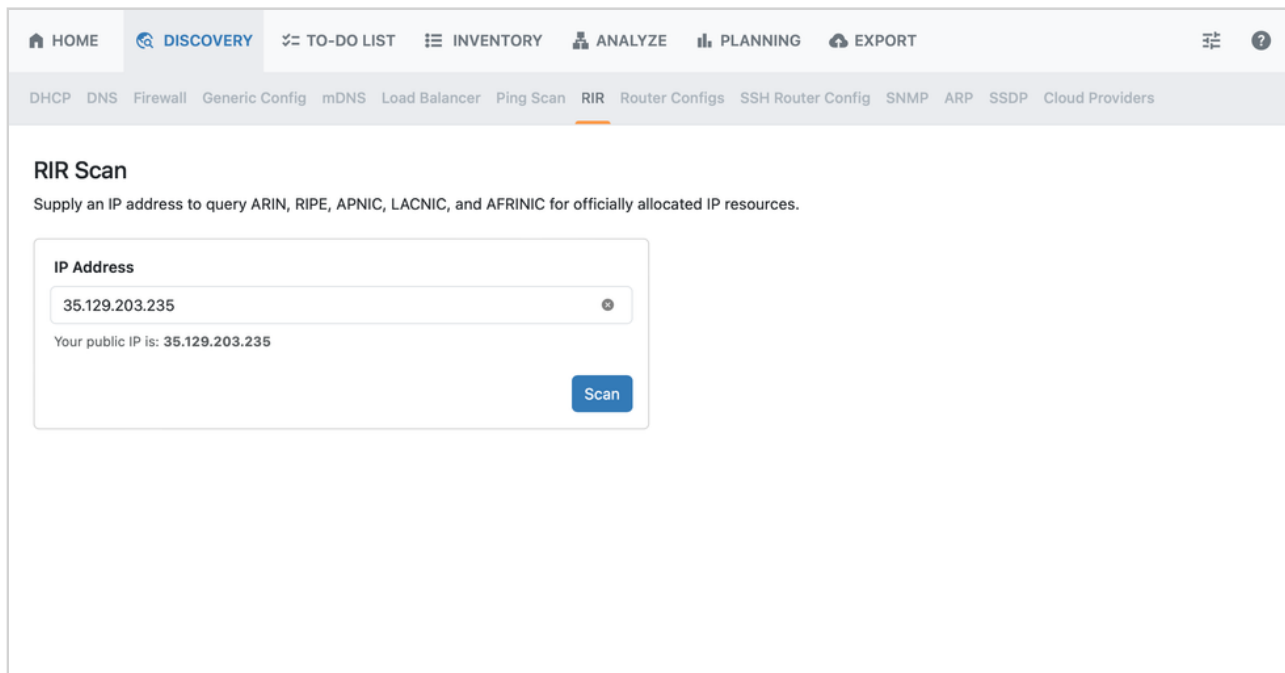 HOME DISCOVERY TO-DO LIST INVENTORY ANALYZE PLANNING EXPORT
DHCP DNS Firewall Generic Config mDNS Load Balancer Ping Scan RIR Router Configs SSH Router Config SNMP ARP SSDP Cloud Providers
RIR Scan
Supply an IP address to query ARIN, RIPE, APNIC, LACNIC, and AFRINIC for officially allocated IP resources.
IP Address
35.129.203.235
Your public IP is: 35.129.203.235
Scan